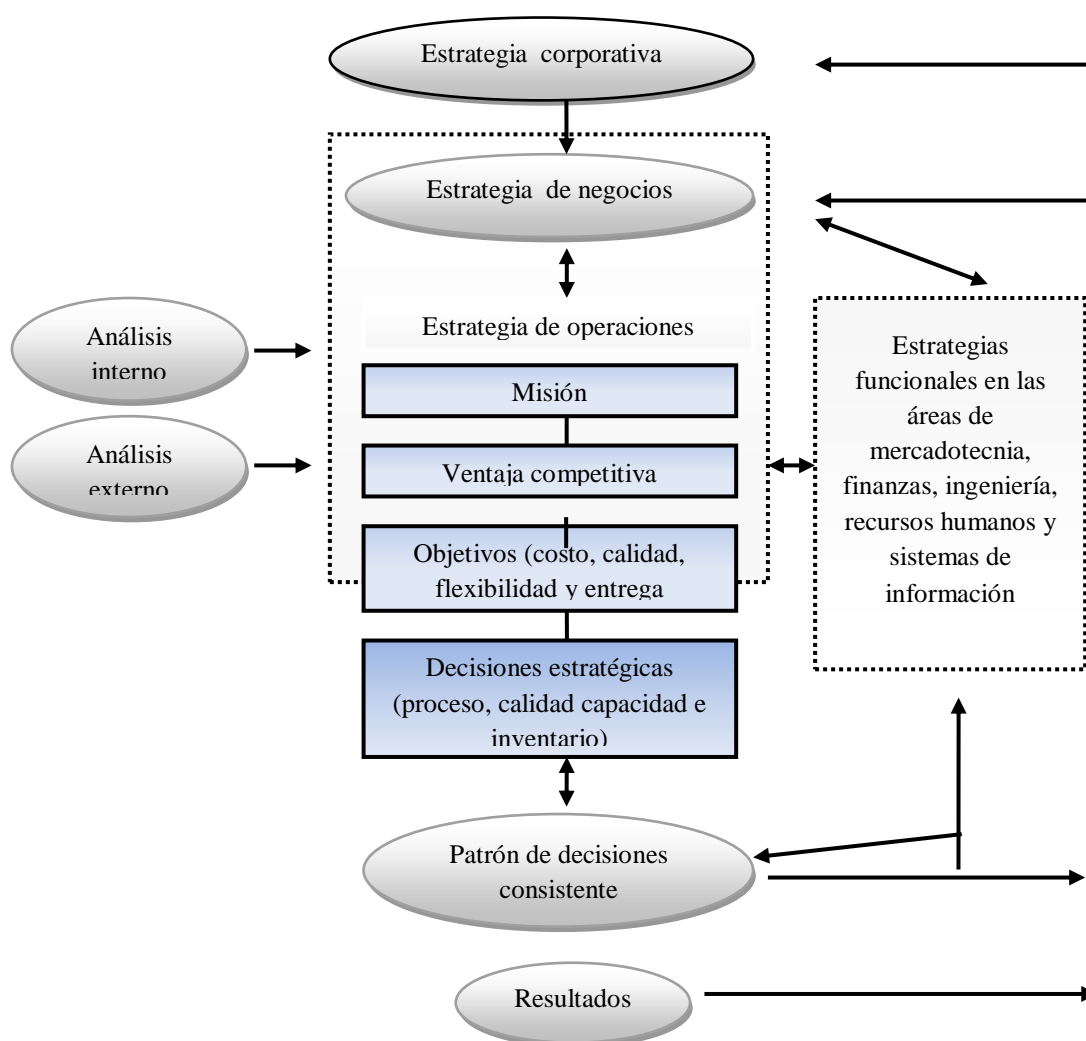 Estrategia corporativa
Estrategia de negocios
Estrategia de operaciones
Análisis
interno
Análisis
externo
Misión
Ventaja competitiva
Objetivos (costo, calidad,
flexibilidad y entrega
Decisiones estratégicas
(proceso, calidad capacidad e
inventario)
Estrategias
funcionales en las
áreas de
mercadotecnia,
finanzas, ingeniería,
recursos humanos y
sistemas de
información
Patrón de decisiones
consistente
Resultados